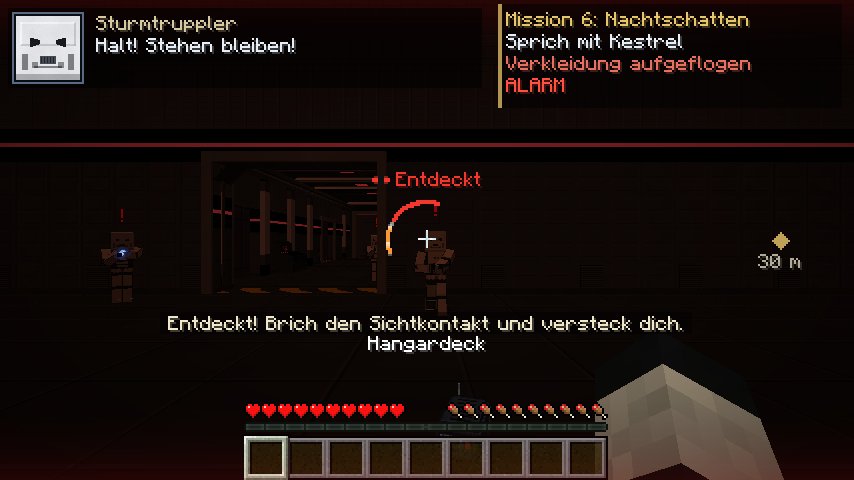 Sturmtruppler
Halt! Stehen bleiben!
Mission 6: Nachtschatten
Sprich mit Kestrel
Verkleidung aufgeflogen
ALARM
Entdeckt
!
!
30 m
Entdeckt! Brich den Sichtkontakt und versteck dich.
Hangardeck